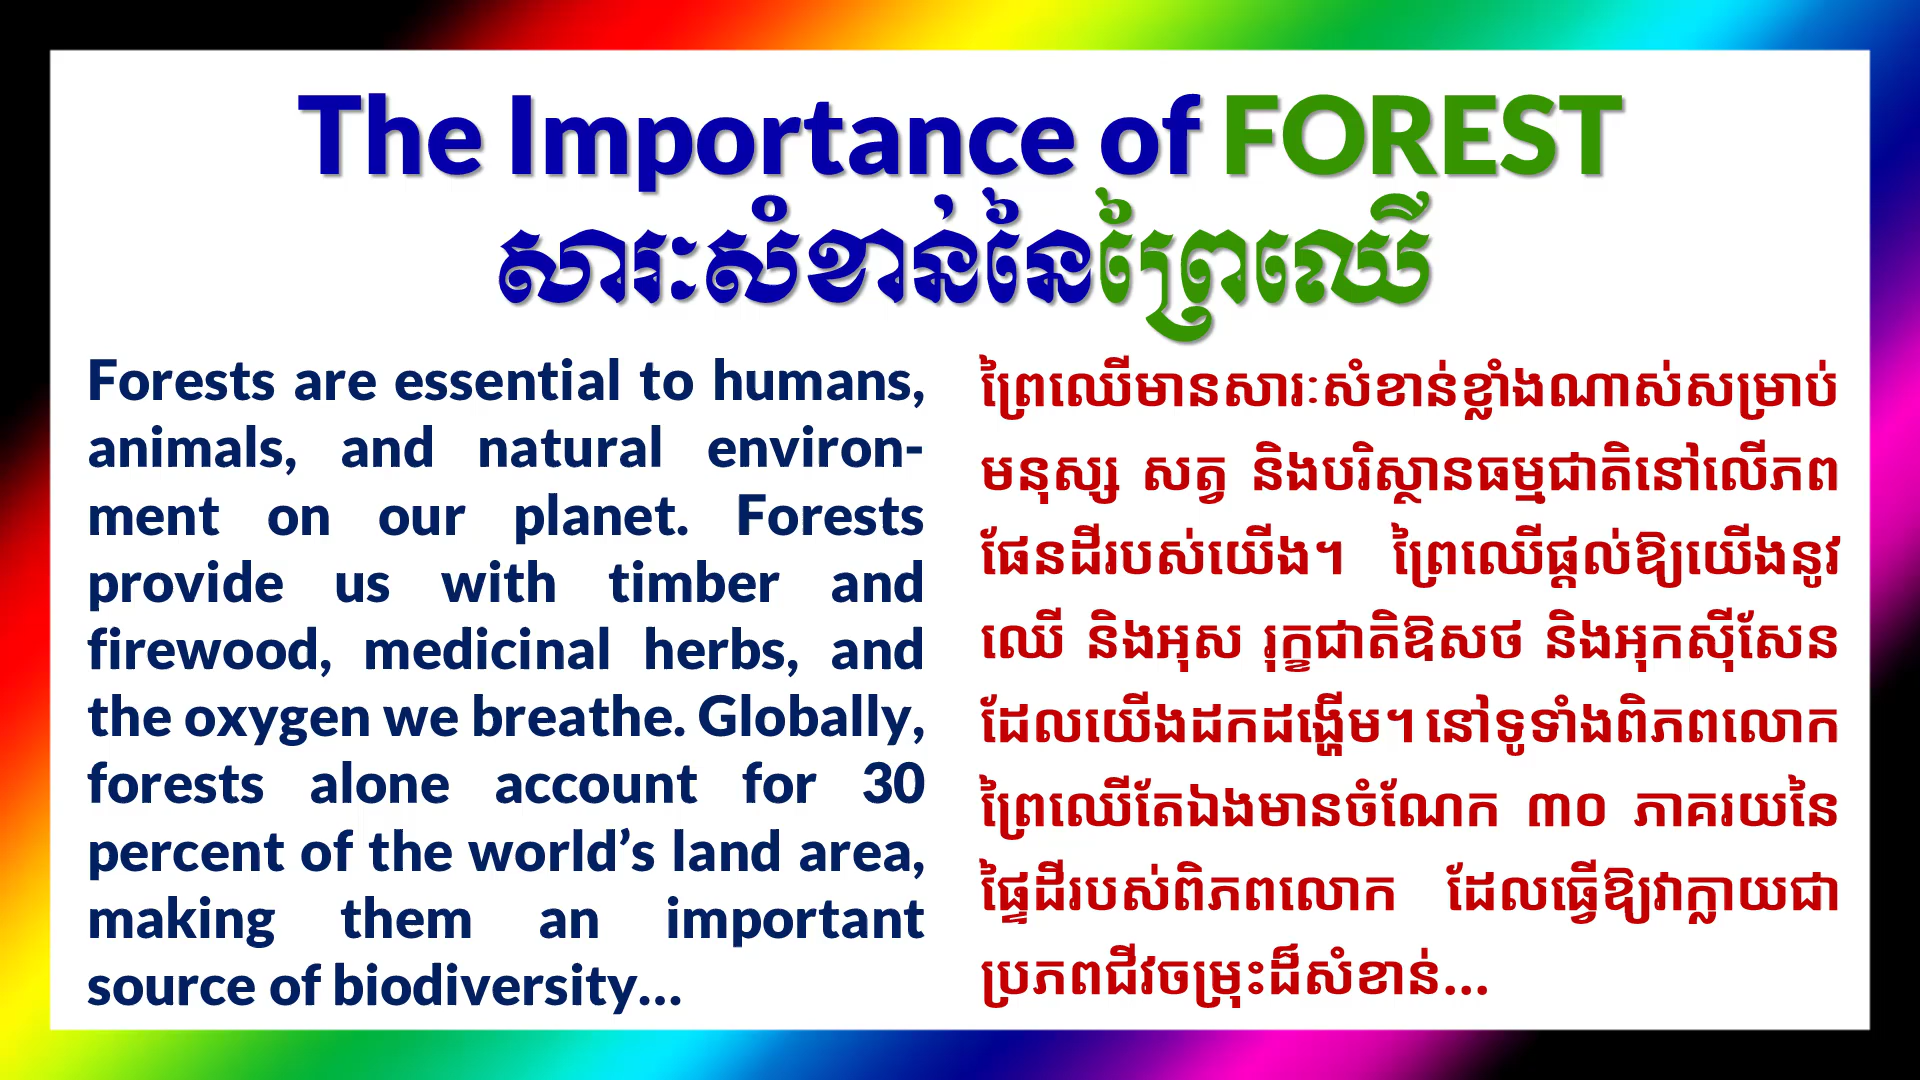 The Importance of FOREST
សារៈសំខាន់នៃព្រៃឈើ
Forests are essential to humans,
animals, and natural environ-
ment on our planet. Forests
provide us with timber and
firewood, medicinal herbs, and
the oxygen we breathe. Globally,
forests alone account for 30
percent of the world’s land area,
making them an important
source of biodiversity...
ព្រៃឈើមានសារៈសំខាន់ខ្លាំងណាស់សម្រាប់
មនុស្ស សត្វ និងបរិស្ថានធម្មជាតិនៅលើភព
ផែនដីរបស់យើង។ ព្រៃឈើផ្តល់ឱ្យយើងនូវ
ឈើ និងអុស រុក្ខជាតិឱសថ និងអុកស៊ីសែន
ដែលយើងដកដង្ហើម។ នៅទូទាំងពិភពលោក
ព្រៃឈើតែឯងមានចំណែក ៣០ ភាគរយនៃ
ផ្ទៃដីរបស់ពិភពលោក ដែលធ្វើឱ្យវាក្លាយជា
ប្រភពជីវចម្រុះដ៏សំខាន់...